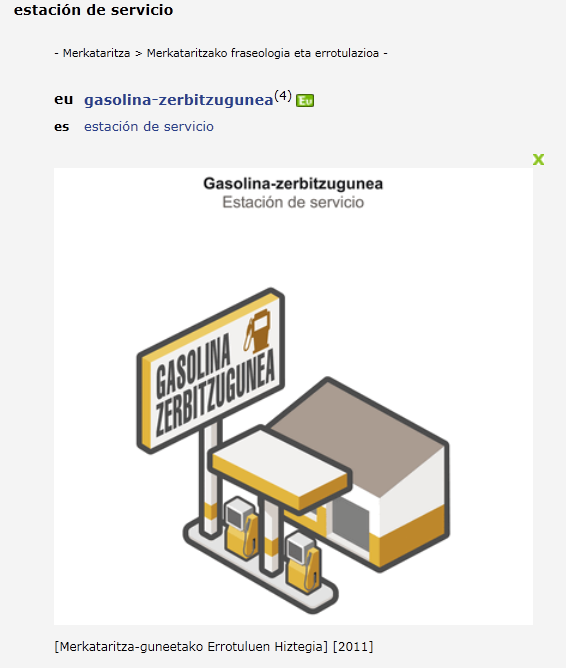 estación de servicio
- Merkataritza > Merkataritzako fraseologia eta errotulazioa -
eu gasolina-zerbitzugunea(4) Eu
es estación de servicio
X
Gasolina-zerbitzugunea
Estación de servicio
GASOLINA
ZERBITZUGUNEA
[Merkataritza-guneetako Errotuluen Hiztegia] [2011]